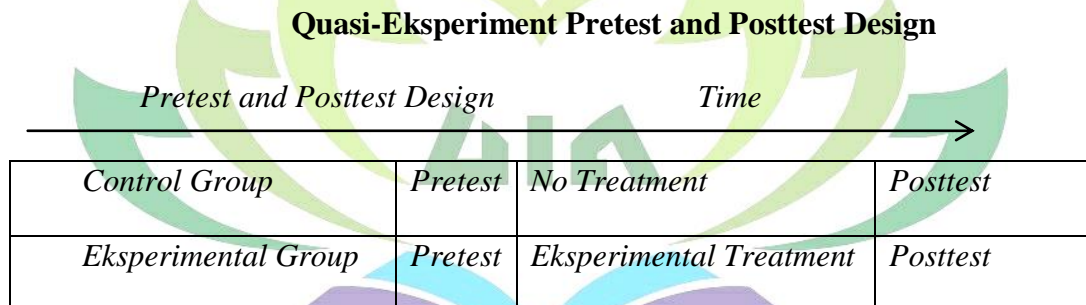 Quasi-Eksperiment Pretest and Posttest Design
Pretest and Posttest Design Time
Control Group Pretest No Treatment Posttest
Eksperimental Group Pretest Eksperimental Treatment Posttest